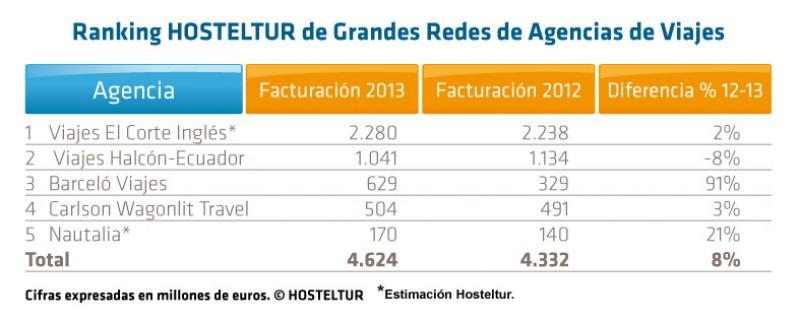 Ranking HOSTELTUR de Grandes Redes de Agencias de Viajes
Agencia Facturación 2013 Facturación 2012 Diferencia % 12-13
1 Viajes El Corte Inglés* 2.280 2.238 2%
2 Viajes Halcón-Ecuador 1.041 1.134 -8%
3 Barceló Viajes 629 329 91%
4 Carlson Wagonlit Travel 504 491 3%
5 Nautalia* 170 140 21%
Total 4.624 4.332 8%
Cifras expresadas en millones de euros. © HOSTELTUR *Estimación Hosteltur.